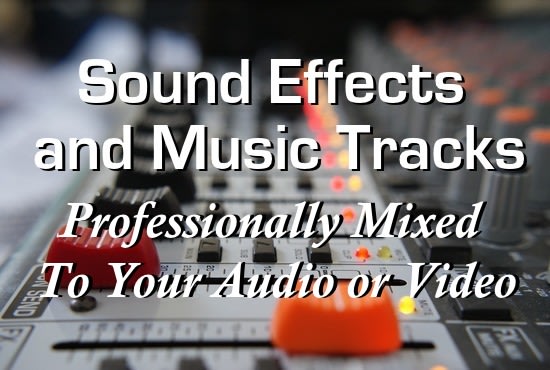 Sound Effects
and Music Tracks
Professionally Mixed
To Your Audio or Video